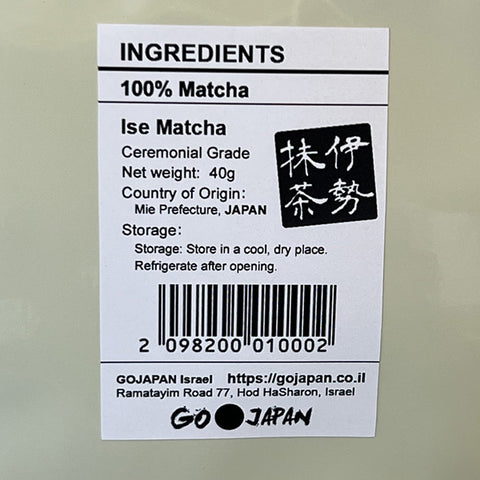 INGREDIENTS
100% Matcha
Ise Matcha
Ceremonial Grade
Net weight: 40g
Country of Origin:
Mie Prefecture, JAPAN
伊勢
抹茶
Storage:
Storage: Store in a cool, dry place.
Refrigerate after opening.
2 098200 010002
GOJAPAN Israel https://gojapan.co.il
Ramatayim Road 77, Hod HaSharon, Israel
GO JAPAN